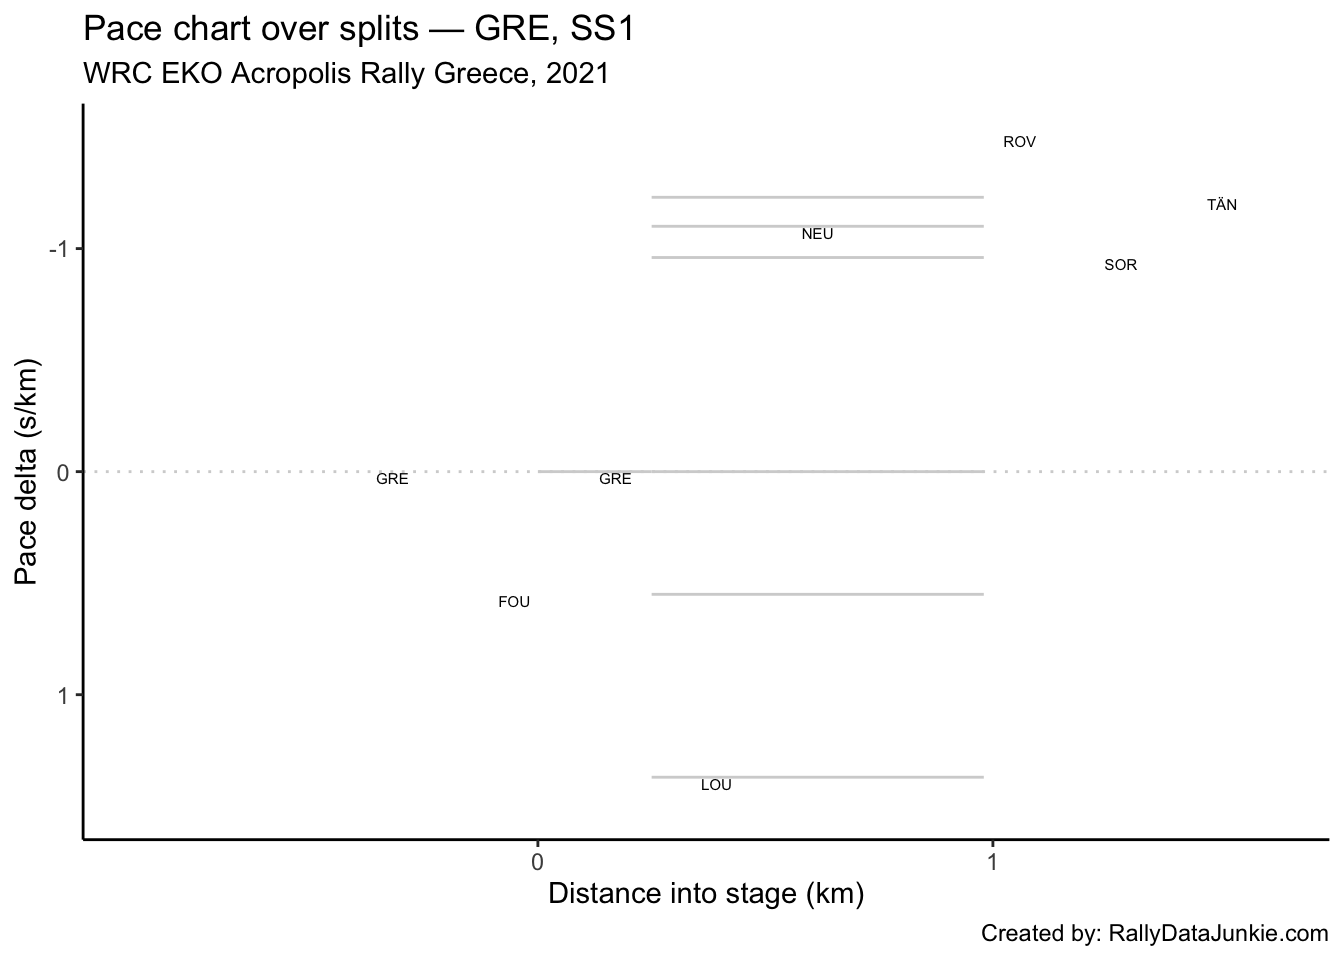 Pace chart over splits — GRE, SS1
WRC EKO Acropolis Rally Greece, 2021
ROV
TÄN
NEU
-1
SOR
Pace delta (s/km)
0
GRE
GRE
FOU
1
LOU
0
1
Distance into stage (km)
Created by: RallyDataJunkie.com